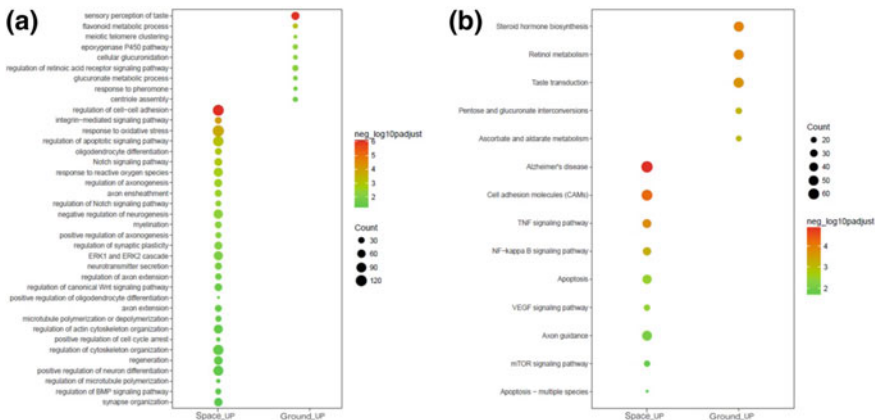 (a)
sensory perception of taste
flavonoid metabolic process
meiotic telomere clustering
epoxygenase P450 pathway
cellular glucuronidation
regulation of retinoic acid receptor signaling pathway
glucuronate metabolic process
response to pheromone
centriole assembly
regulation of cell-cell adhesion
integrin-mediated signaling pathway
response to oxidative stress
regulation of apoptotic signaling pathway
oligodendrocyte differentiation
Notch signaling pathway
response to reactive oxygen species
regulation of axonogenesis
axon ensheathment
regulation of Notch signaling pathway
negative regulation of neurogenesis
myelination
positive regulation of axonogenesis
regulation of synaptic plasticity
ERK1 and ERK2 cascade
neurotransmitter secretion
regulation of axon extension
regulation of canonical Wnt signaling pathway
positive regulation of oligodendrocyte differentiation
axon extension
microtubule polymerization or depolymerization
regulation of actin cytoskeleton organization
positive regulation of cell cycle arrest
regulation of cytoskeleton organization
regeneration
positive regulation of neuron differentiation
regulation of microtubule polymerization
regulation of BMP signaling pathway
synapse organization
Space_UP Ground_UP
neg_log10padjust
6
5
4
3
2
Count
30
60
90
120
(b)
Steroid hormone biosynthesis
Retinol metabolism
Taste transduction
Pentose and glucuronate interconversions
Ascorbate and aldarate metabolism
Alzheimer's disease
Cell adhesion molecules (CAMs)
TNF signaling pathway
NF-kappa B signaling pathway
Apoptosis
VEGF signaling pathway
Axon guidance
mTOR signaling pathway
Apoptosis - multiple species
Space_UP Ground_UP
Count
20
30
40
50
60
neg_log10padjust
4
3
2